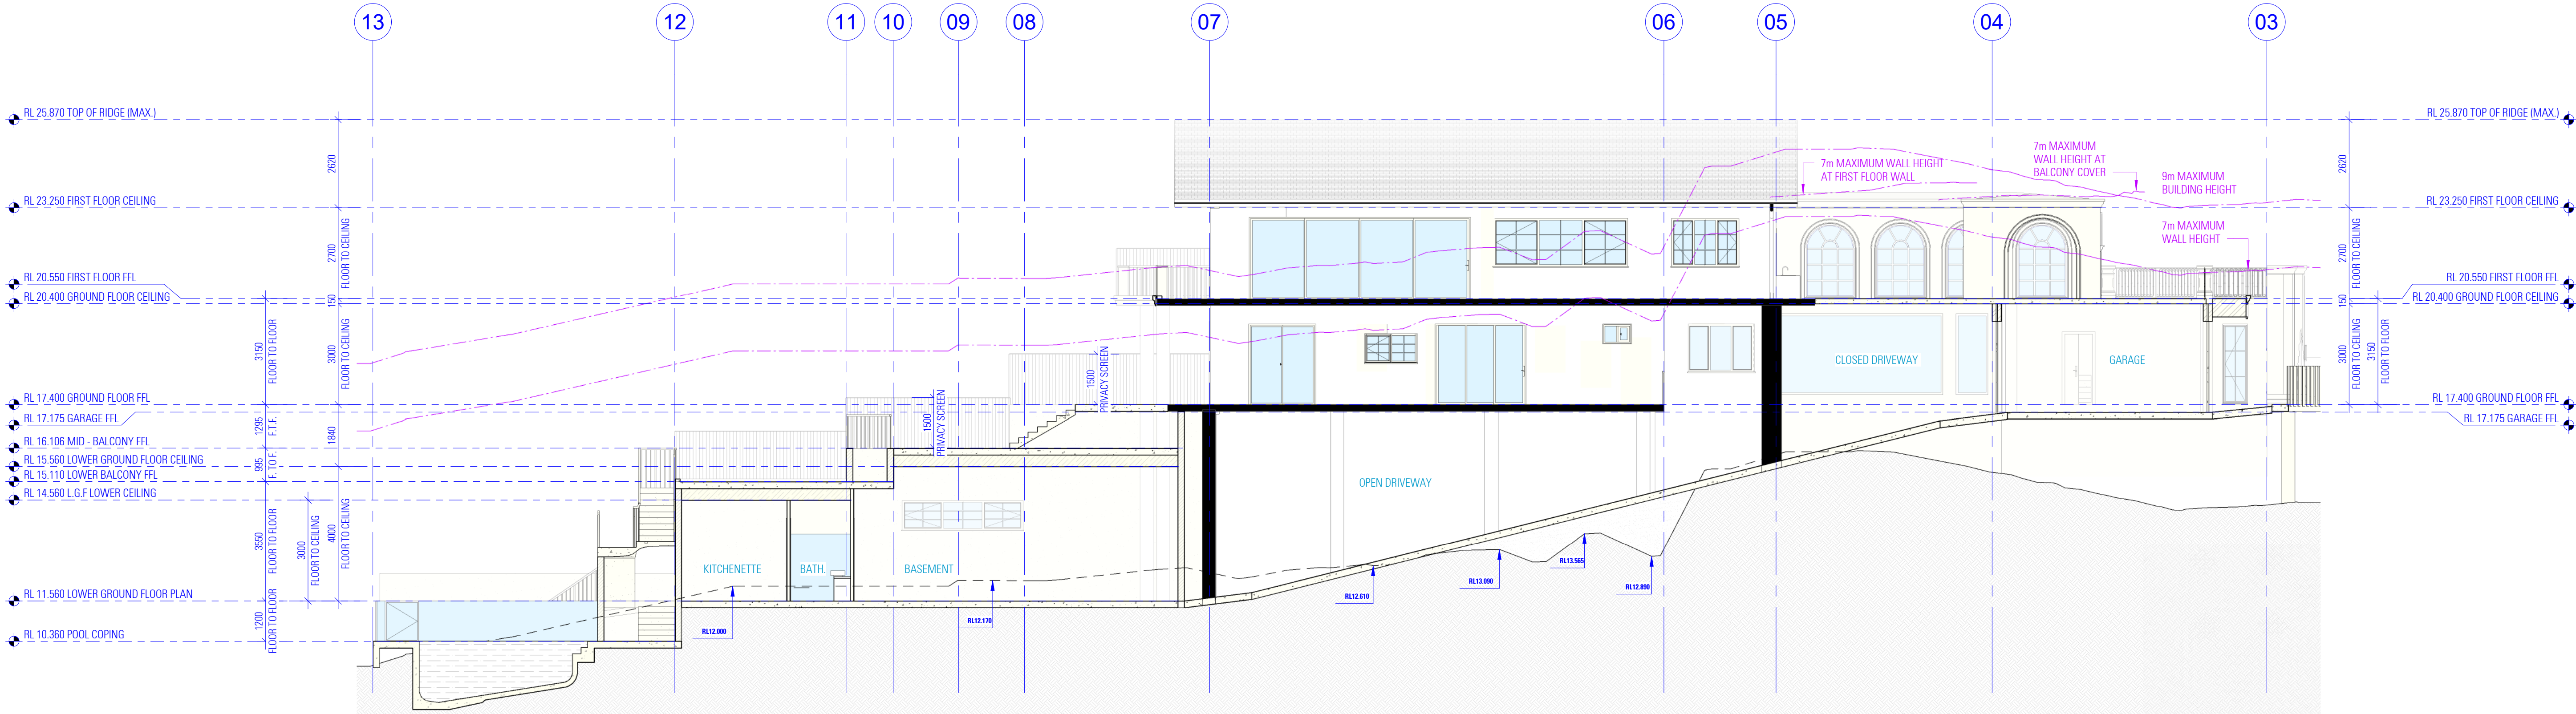 13
12
11
10
09
08
07
06
05
04
03
RL 25.870 TOP OF RIDGE (MAX.)
RL 23.250 FIRST FLOOR CEILING
RL 20.550 FIRST FLOOR FFL
RL 20.400 GROUND FLOOR CEILING
RL 17.400 GROUND FLOOR FFL
RL 17.175 GARAGE FFL
RL 16.106 MID - BALCONY FFL
RL 15.560 LOWER GROUND FLOOR CEILING
RL 15.110 LOWER BALCONY FFL
RL 14.560 L.G.F LOWER CEILING
RL 11.560 LOWER GROUND FLOOR PLAN
RL 10.360 POOL COPING
3150
FLOOR TO FLOOR
1295
F.T.F.
995
F. TO F.
3550
FLOOR TO FLOOR
1200
FLOOR TO FLOOR
3000
FLOOR TO CEILING
2620
2700
FLOOR TO CEILING
150
3000
FLOOR TO CEILING
1840
4000
FLOOR TO CEILING
1500
PRIVACY SCREEN
1500
PRIVACY SCREEN
7m MAXIMUM WALL HEIGHT
AT FIRST FLOOR WALL
7m MAXIMUM
WALL HEIGHT AT
BALCONY COVER
9m MAXIMUM
BUILDING HEIGHT
7m MAXIMUM
WALL HEIGHT
CLOSED DRIVEWAY
GARAGE
OPEN DRIVEWAY
KITCHENETTE
BATH.
BASEMENT
RL12.000
RL12.170
RL12.610
RL13.090
RL13.565
RL12.890
2620
2700
FLOOR TO CEILING
150
3000
FLOOR TO CEILING
3150
FLOOR TO FLOOR
RL 25.870 TOP OF RIDGE (MAX.)
RL 23.250 FIRST FLOOR CEILING
RL 20.550 FIRST FLOOR FFL
RL 20.400 GROUND FLOOR CEILING
RL 17.400 GROUND FLOOR FFL
RL 17.175 GARAGE FFL